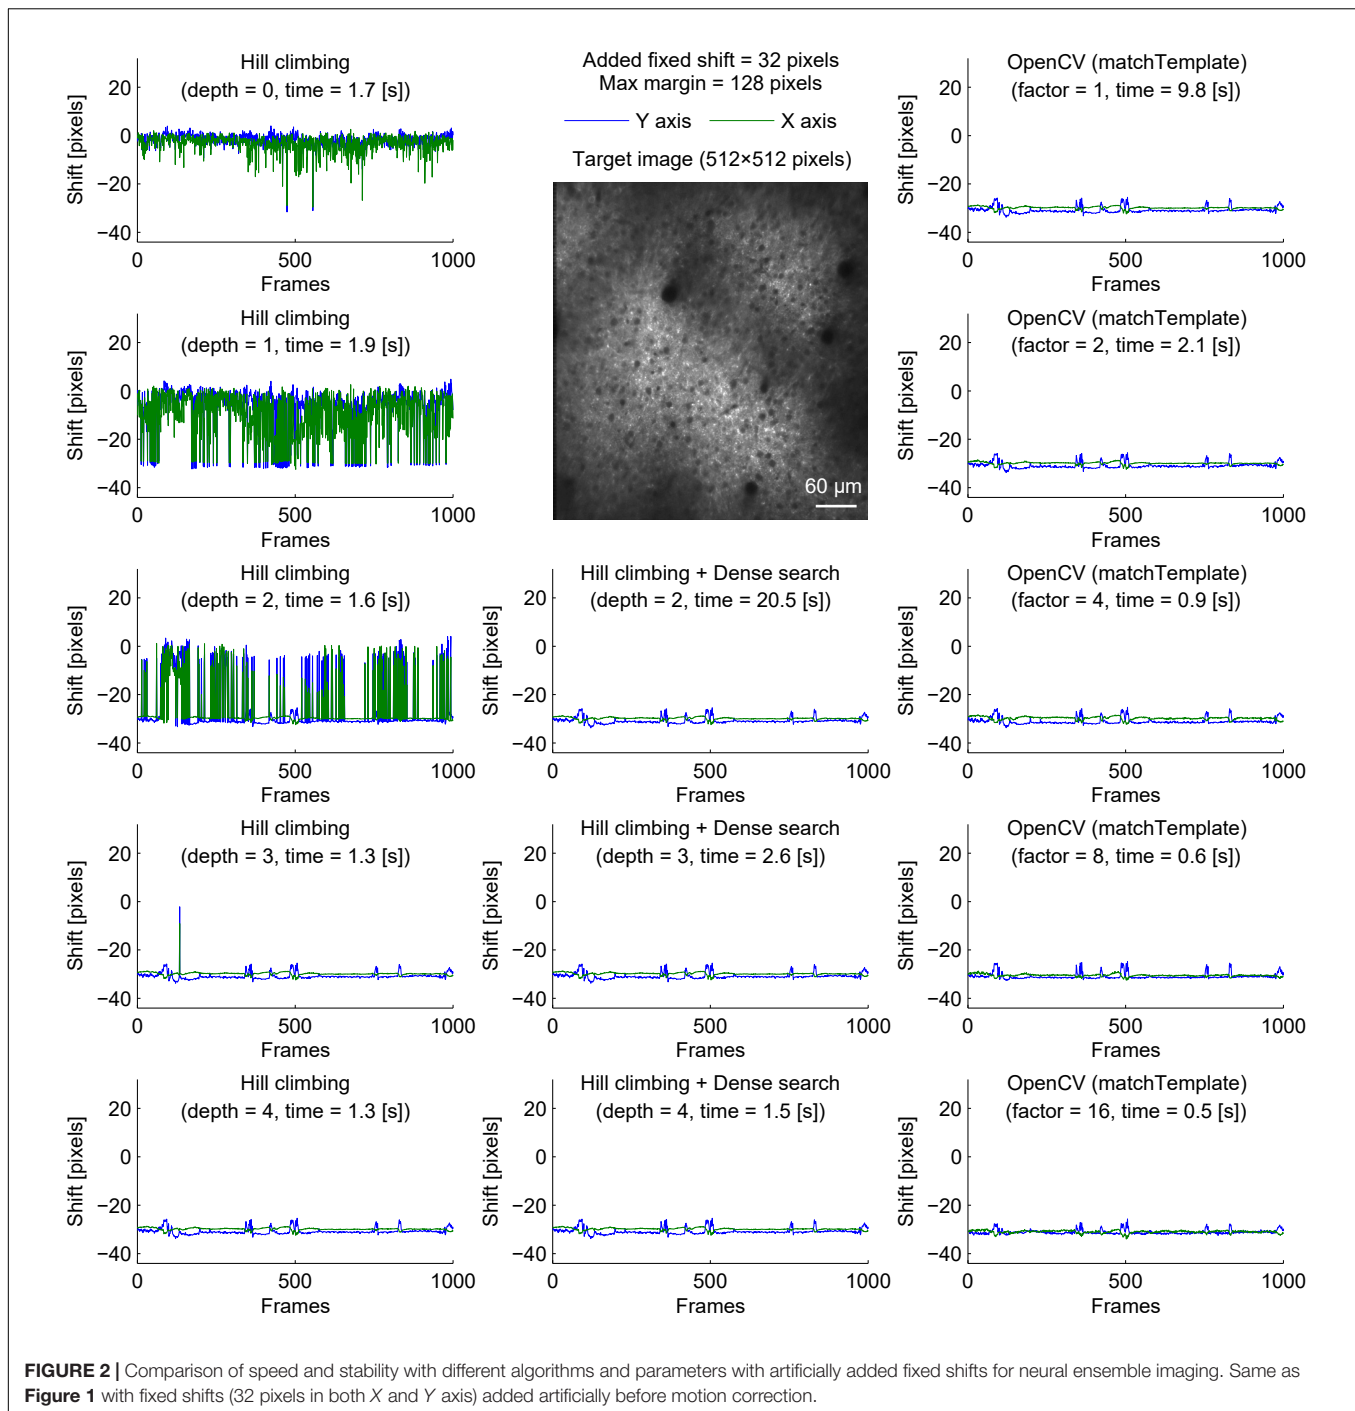 Hill climbing
(depth = 0, time = 1.7 [s])
Shift [pixels]
20
0
−20
−40
0
500
1000
Frames
Added fixed shift = 32 pixels
Max margin = 128 pixels
Y axis
X axis
Target image (512×512 pixels)
60 µm
OpenCV (matchTemplate)
(factor = 1, time = 9.8 [s])
Shift [pixels]
20
0
−20
−40
0
500
1000
Frames
Hill climbing
(depth = 1, time = 1.9 [s])
Shift [pixels]
20
0
−20
−40
0
500
1000
Frames
OpenCV (matchTemplate)
(factor = 2, time = 2.1 [s])
Shift [pixels]
20
0
−20
−40
0
500
1000
Frames
Hill climbing
(depth = 2, time = 1.6 [s])
Shift [pixels]
20
0
−20
−40
0
500
1000
Frames
Hill climbing + Dense search
(depth = 2, time = 20.5 [s])
Shift [pixels]
20
0
−20
−40
0
500
1000
Frames
OpenCV (matchTemplate)
(factor = 4, time = 0.9 [s])
Shift [pixels]
20
0
−20
−40
0
500
1000
Frames
Hill climbing
(depth = 3, time = 1.3 [s])
Shift [pixels]
20
0
−20
−40
0
500
1000
Frames
Hill climbing + Dense search
(depth = 3, time = 2.6 [s])
Shift [pixels]
20
0
−20
−40
0
500
1000
Frames
OpenCV (matchTemplate)
(factor = 8, time = 0.6 [s])
Shift [pixels]
20
0
−20
−40
0
500
1000
Frames
Hill climbing
(depth = 4, time = 1.3 [s])
Shift [pixels]
20
0
−20
−40
0
500
1000
Frames
Hill climbing + Dense search
(depth = 4, time = 1.5 [s])
Shift [pixels]
20
0
−20
−40
0
500
1000
Frames
OpenCV (matchTemplate)
(factor = 16, time = 0.5 [s])
Shift [pixels]
20
0
−20
−40
0
500
1000
Frames
FIGURE 2 | Comparison of speed and stability with different algorithms and parameters with artificially added fixed shifts for neural ensemble imaging. Same as
Figure 1 with fixed shifts (32 pixels in both X and Y axis) added artificially before motion correction.